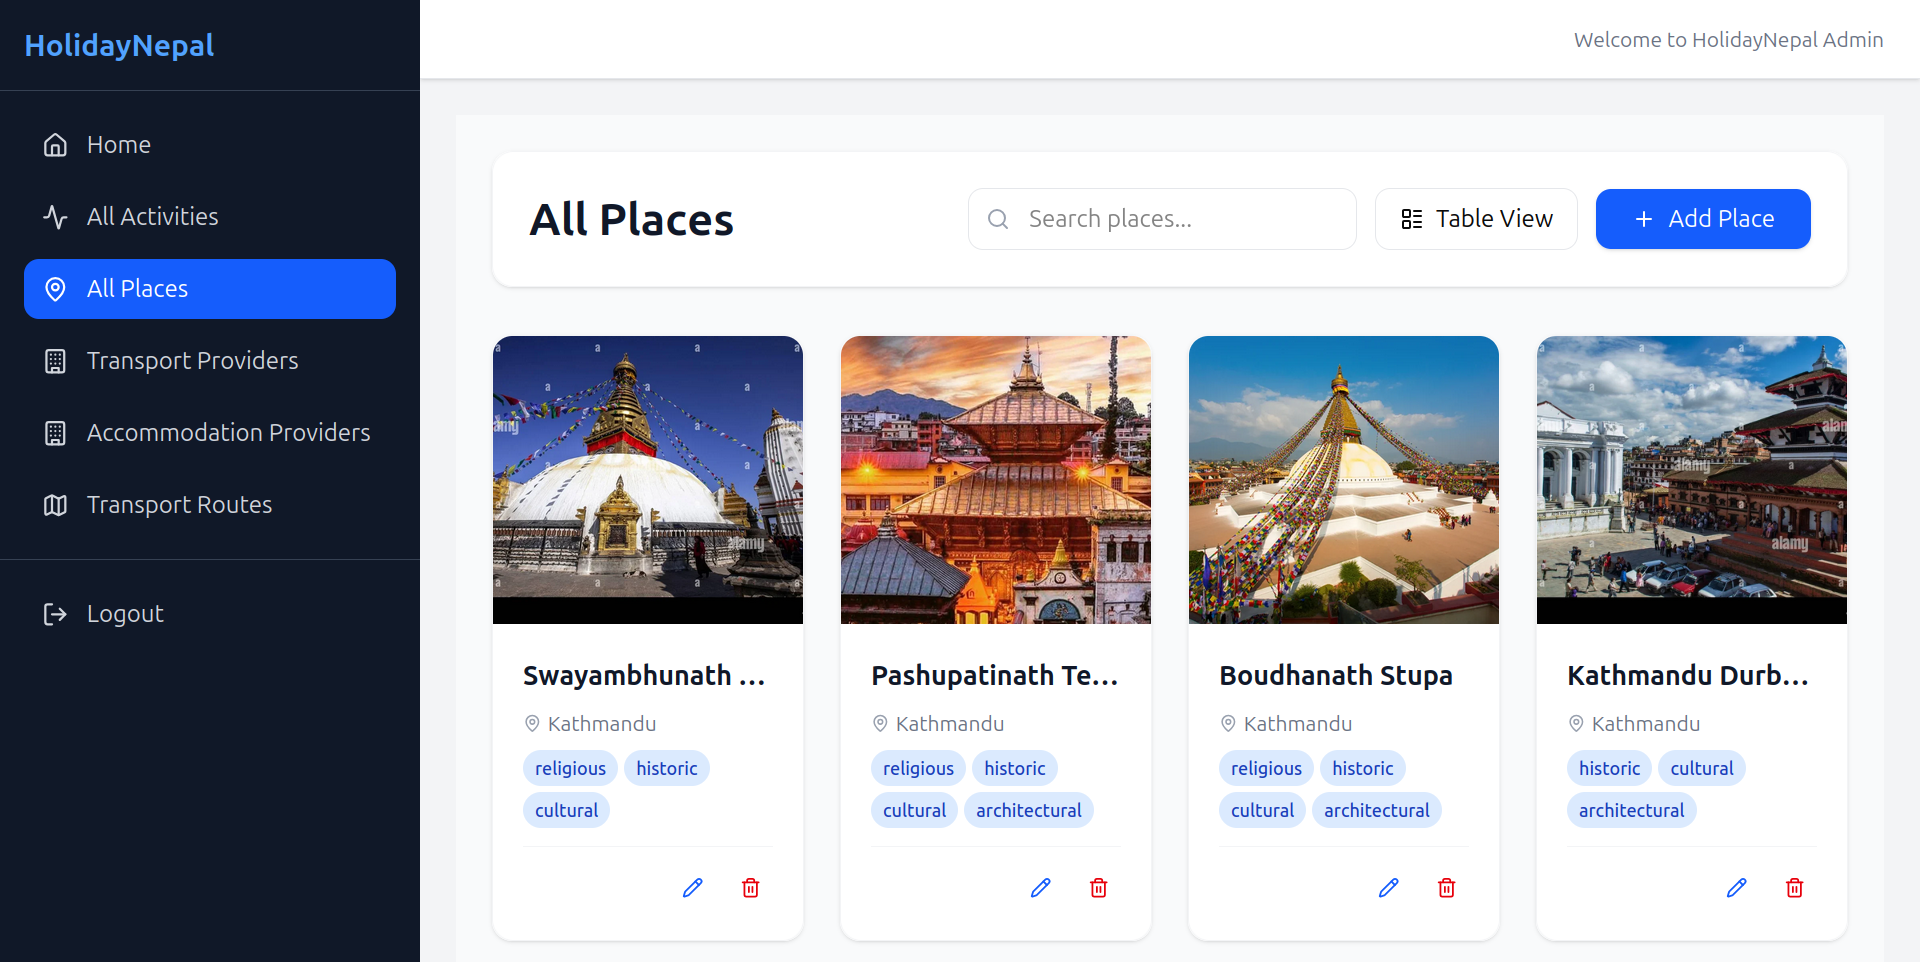 HolidayNepal
Welcome to HolidayNepal Admin
Home
All Activities
All Places
Transport Providers
Accommodation Providers
Transport Routes
Logout
All Places
Search places...
Table View
Add Place
Swayambhunath ...
Kathmandu
religious historic
cultural
Pashupatinath Te...
Kathmandu
religious historic
cultural architectural
Boudhanath Stupa
Kathmandu
religious historic
cultural architectural
Kathmandu Durb...
Kathmandu
historic cultural
architectural
alamy
alamy
alamy